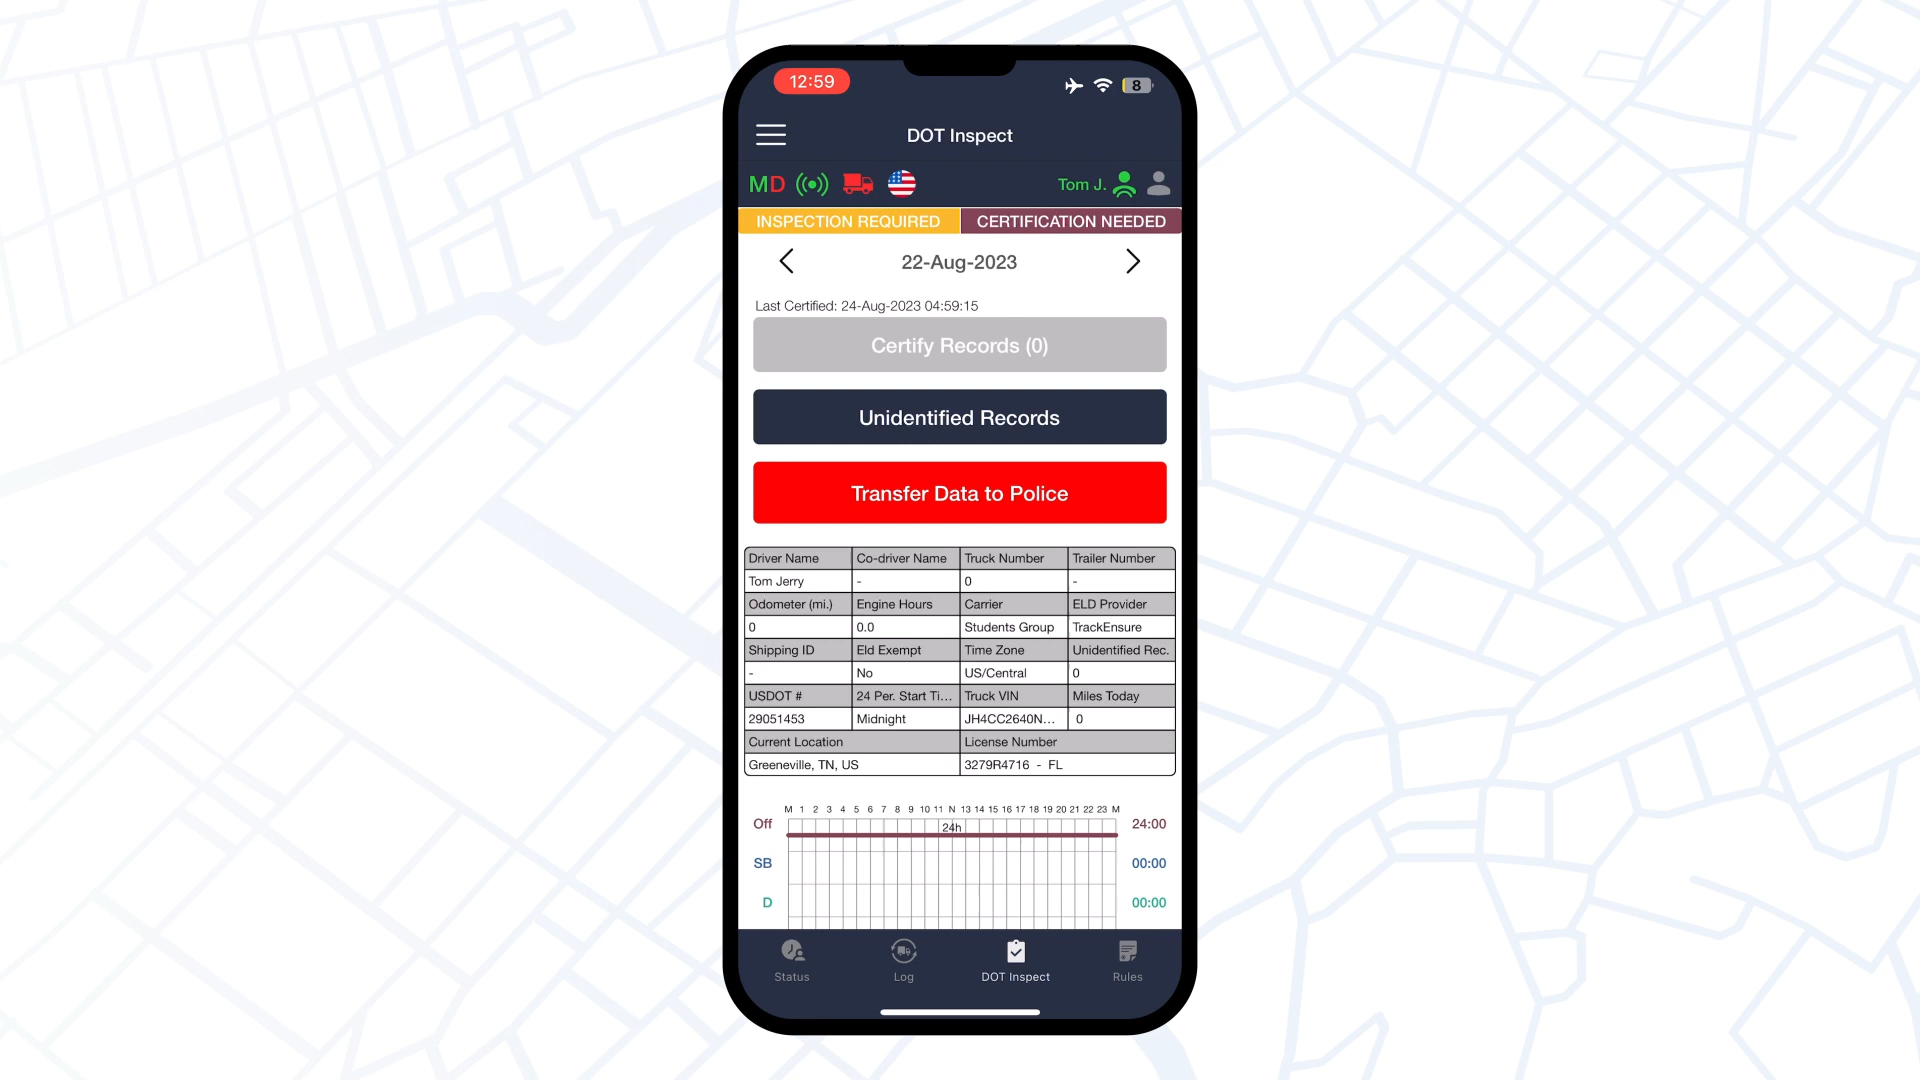 12:59
8
DOT Inspect
MD
Tom J.
INSPECTION REQUIRED CERTIFICATION NEEDED
22-Aug-2023
Last Certified: 24-Aug-2023 04:59:15
Certify Records (0)
Unidentified Records
Transfer Data to Police
Driver Name Co-driver Name Truck Number Trailer Number
Tom Jerry - 0 -
Odometer (mi.) Engine Hours Carrier ELD Provider
0 0.0 Students Group TrackEnsure
Shipping ID Eld Exempt Time Zone Unidentified Rec.
- No US/Central 0
USDOT # 24 Per. Start Ti... Truck VIN Miles Today
29051453 Midnight JH4CC2640N... 0
Current Location License Number
Greeneville, TN, US 3279R4716 - FL
M 1 2 3 4 5 6 7 8 9 10 11 N 13 14 15 16 17 18 19 20 21 22 23 M
Off 24h 24:00
SB 00:00
D 00:00
Status Log DOT Inspect Rules